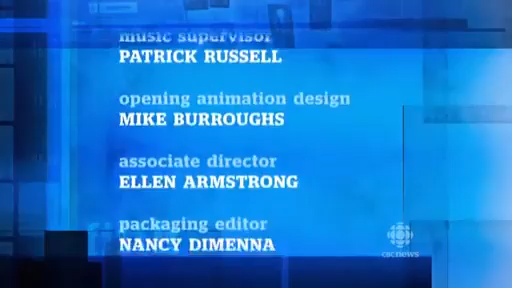 music supervisor
PATRICK RUSSELL
opening animation design
MIKE BURROUGHS
associate director
ELLEN ARMSTRONG
packaging editor
NANCY DIMENNA
CBCnews